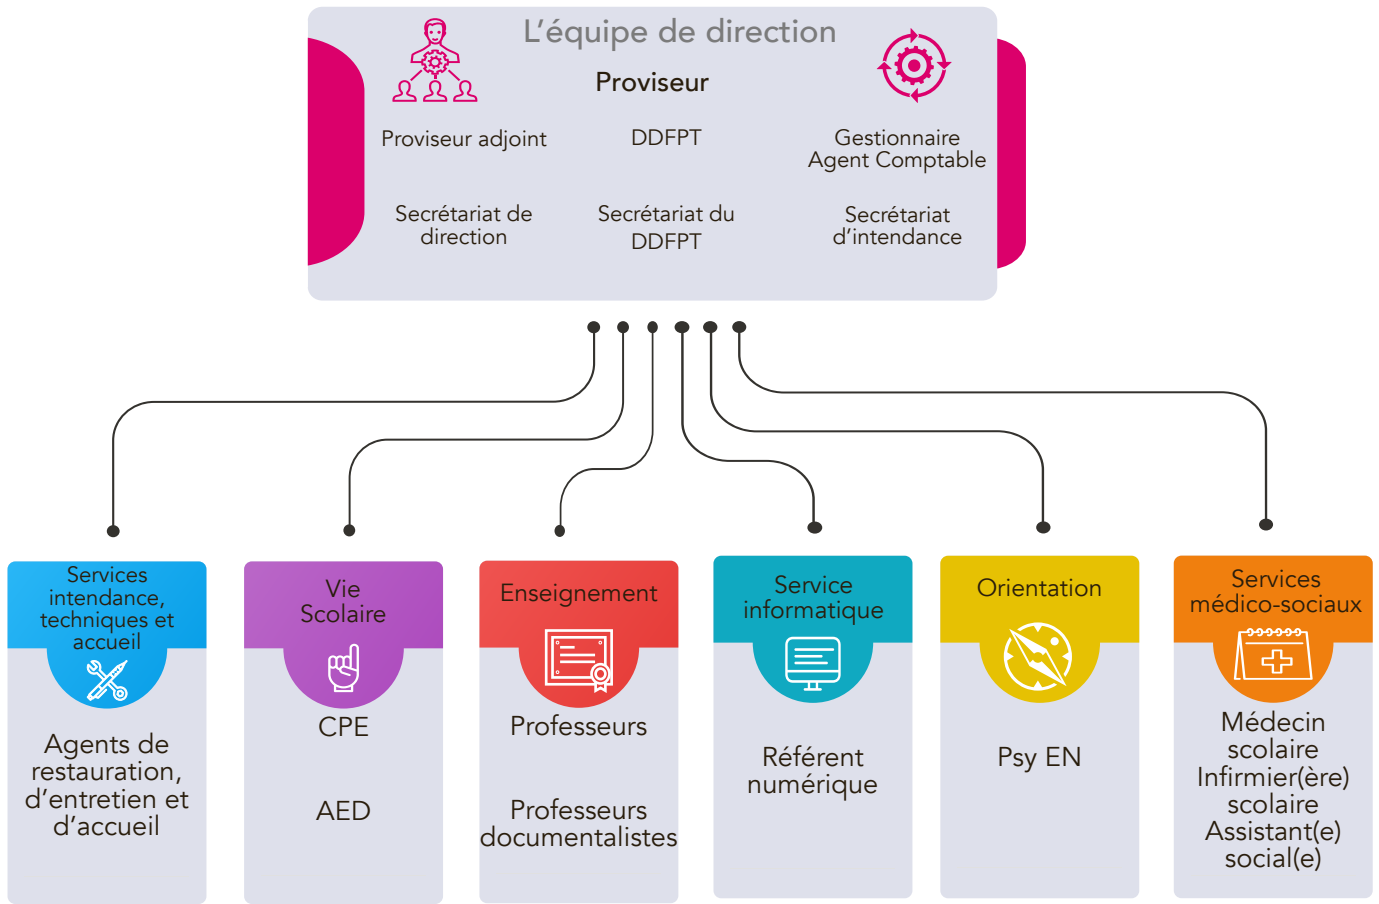 L’équipe de direction
Proviseur
Proviseur adjoint
DDFPT
Gestionnaire
Agent Comptable
Secrétariat de
direction
Secrétariat du
DDFPT
Secrétariat
d’intendance
Services
intendance,
techniques et
accueil
Agents de
restauration,
d’entretien et
d’accueil
Vie
Scolaire
CPE
AED
Enseignement
Professeurs
Professeurs
documentalistes
Service
informatique
Référent
numérique
Orientation
Psy EN
Services
médico-sociaux
Médecin
scolaire
Infirmier(ère)
scolaire
Assistant(e)
social(e)